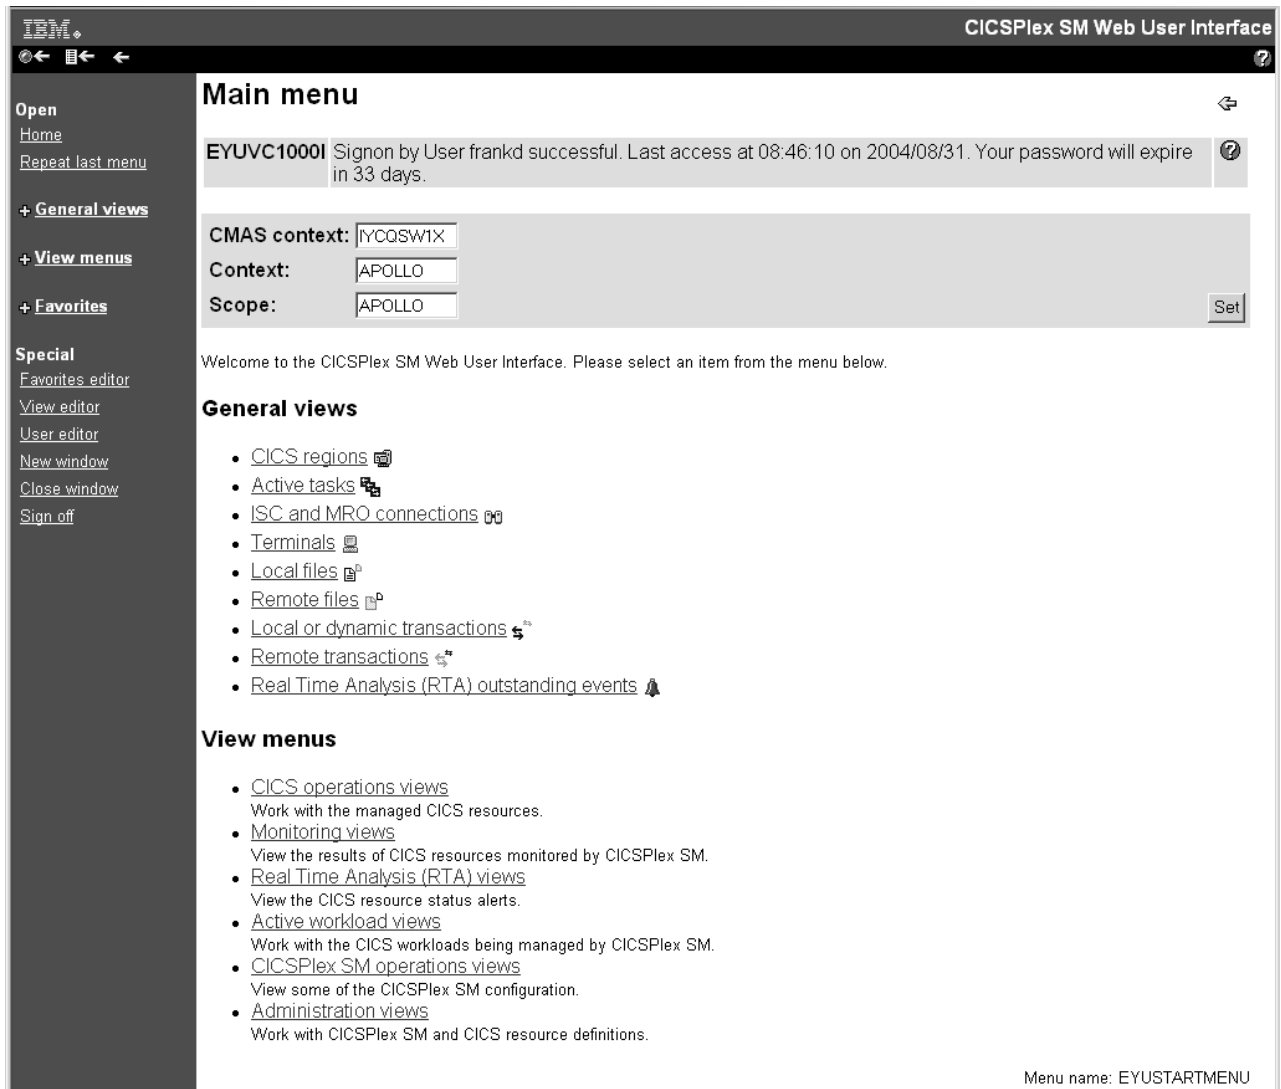 IBM.
CICSPlex SM Web User Interface
Main menu
Open
Home
Repeat last menu
+ General views
+ View menus
+ Favorites
Special
Favorites editor
View editor
User editor
New window
Close window
Sign off
EYUVC1000I Signon by User frankd successful. Last access at 08:46:10 on 2004/08/31. Your password will expire
in 33 days.
CMAS context: IYCQSW1X
Context: APOLLO
Scope: APOLLO
Set
Welcome to the CICSPlex SM Web User Interface. Please select an item from the menu below.
General views
• CICS regions
• Active tasks
• ISC and MRO connections
• Terminals
• Local files
• Remote files
• Local or dynamic transactions
• Remote transactions
• Real Time Analysis (RTA) outstanding events
View menus
• CICS operations views
Work with the managed CICS resources.
• Monitoring views
View the results of CICS resources monitored by CICSPlex SM.
• Real Time Analysis (RTA) views
View the CICS resource status alerts.
• Active workload views
Work with the CICS workloads being managed by CICSPlex SM.
• CICSPlex SM operations views
View some of the CICSPlex SM configuration.
• Administration views
Work with CICSPlex SM and CICS resource definitions.
Menu name: EYUSTARTMENU